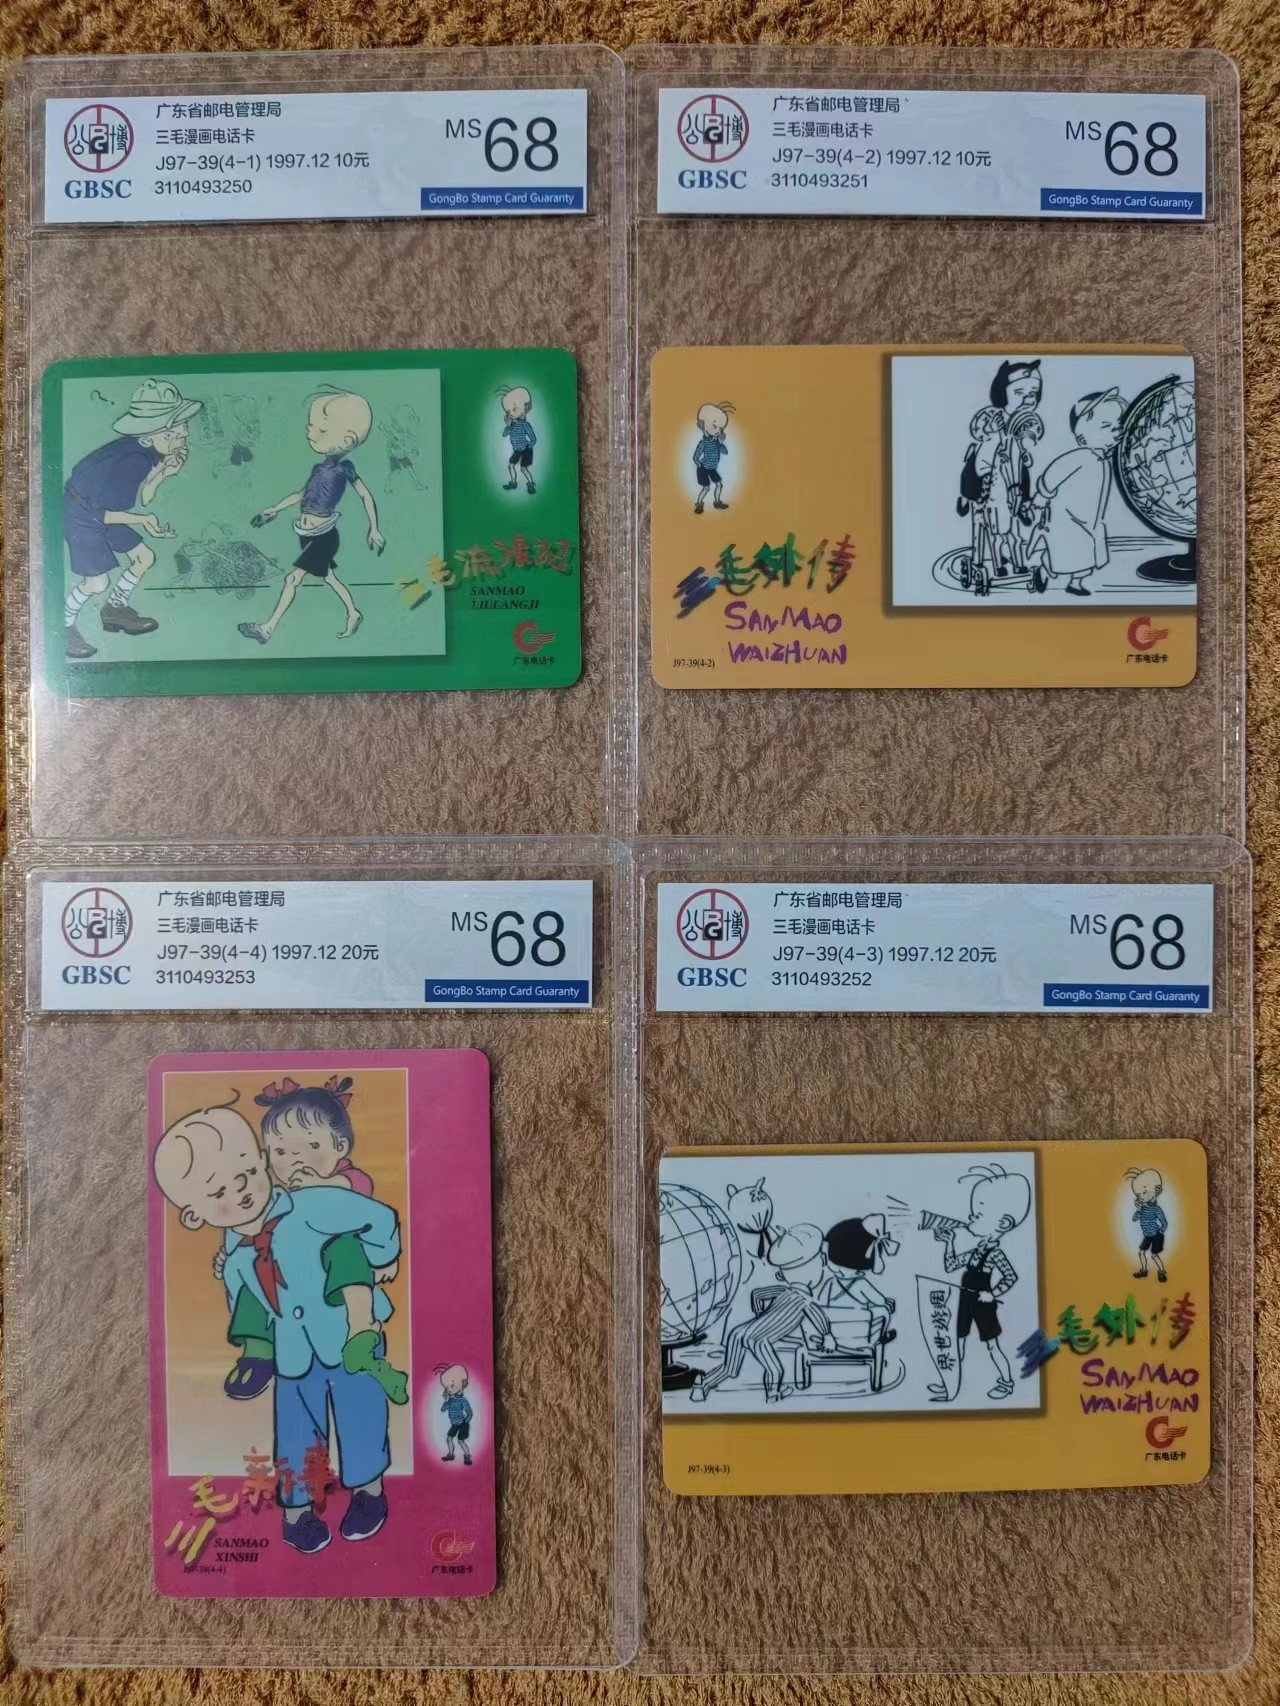 广东省邮电管理局
三毛漫画电话卡
J97-39(4-1) 1997.12 10元
3110493250
MS 68
GBSC
GongBo Stamp Card Guaranty
?
三毛流浪记
SANMAO
LIULANGJI
广东电话卡
广东省邮电管理局
三毛漫画电话卡
J97-39(4-2) 1997.12 10元
3110493251
MS 68
GBSC
GongBo Stamp Card Guaranty
三毛外传
SANMAO
WAIZHUAN
J97-39(4-2)
广东电话卡
广东省邮电管理局
三毛漫画电话卡
J97-39(4-4) 1997.12 20元
3110493253
MS 68
GBSC
GongBo Stamp Card Guaranty
三毛新事
SANMAO
XINSHI
J97-39(4-4)
广东电话卡
广东省邮电管理局
三毛漫画电话卡
J97-39(4-3) 1997.12 20元
3110493252
MS 68
GBSC
GongBo Stamp Card Guaranty
界世游週
三毛外传
SANMAO
WAIZHUAN
J97-39(4-3)
广东电话卡